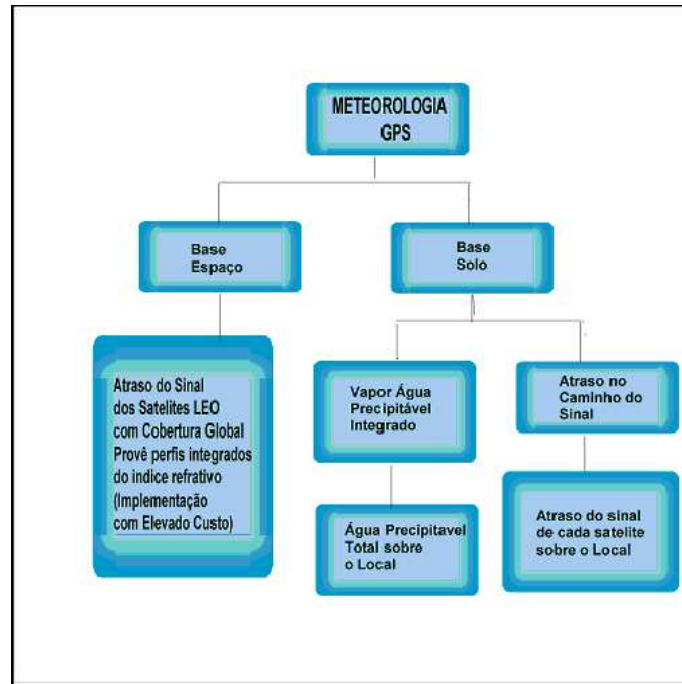 METEOROLOGIA
GPS
Base
Espaço
Base
Solo
Atraso do Sinal
dos Satelites LEO
com Cobertura Global
Provê perfis integrados
do indice refrativo
(Implementação
com Elevado Custo)
Vapor Água
Precipitável
Integrado
Atraso no
Caminho do
Sinal
Água Precipitavel
Total sobre
o Local
Atraso do sinal
de cada satelite
sobre o Local